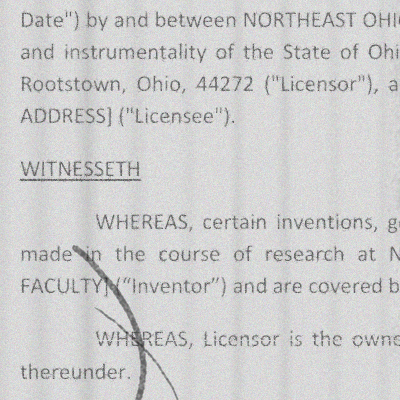 Date") by and between NORTHEAST OHI
and instrumentality of the State of Ohi
Rootstown, Ohio, 44272 ("Licensor"), a
ADDRESS] ("Licensee").
WITNESSETH
WHEREAS, certain inventions, g
made in the course of research at N
FACULTY] (“Inventor”) and are covered b
WHEREAS, Licensor is the owne
thereunder.